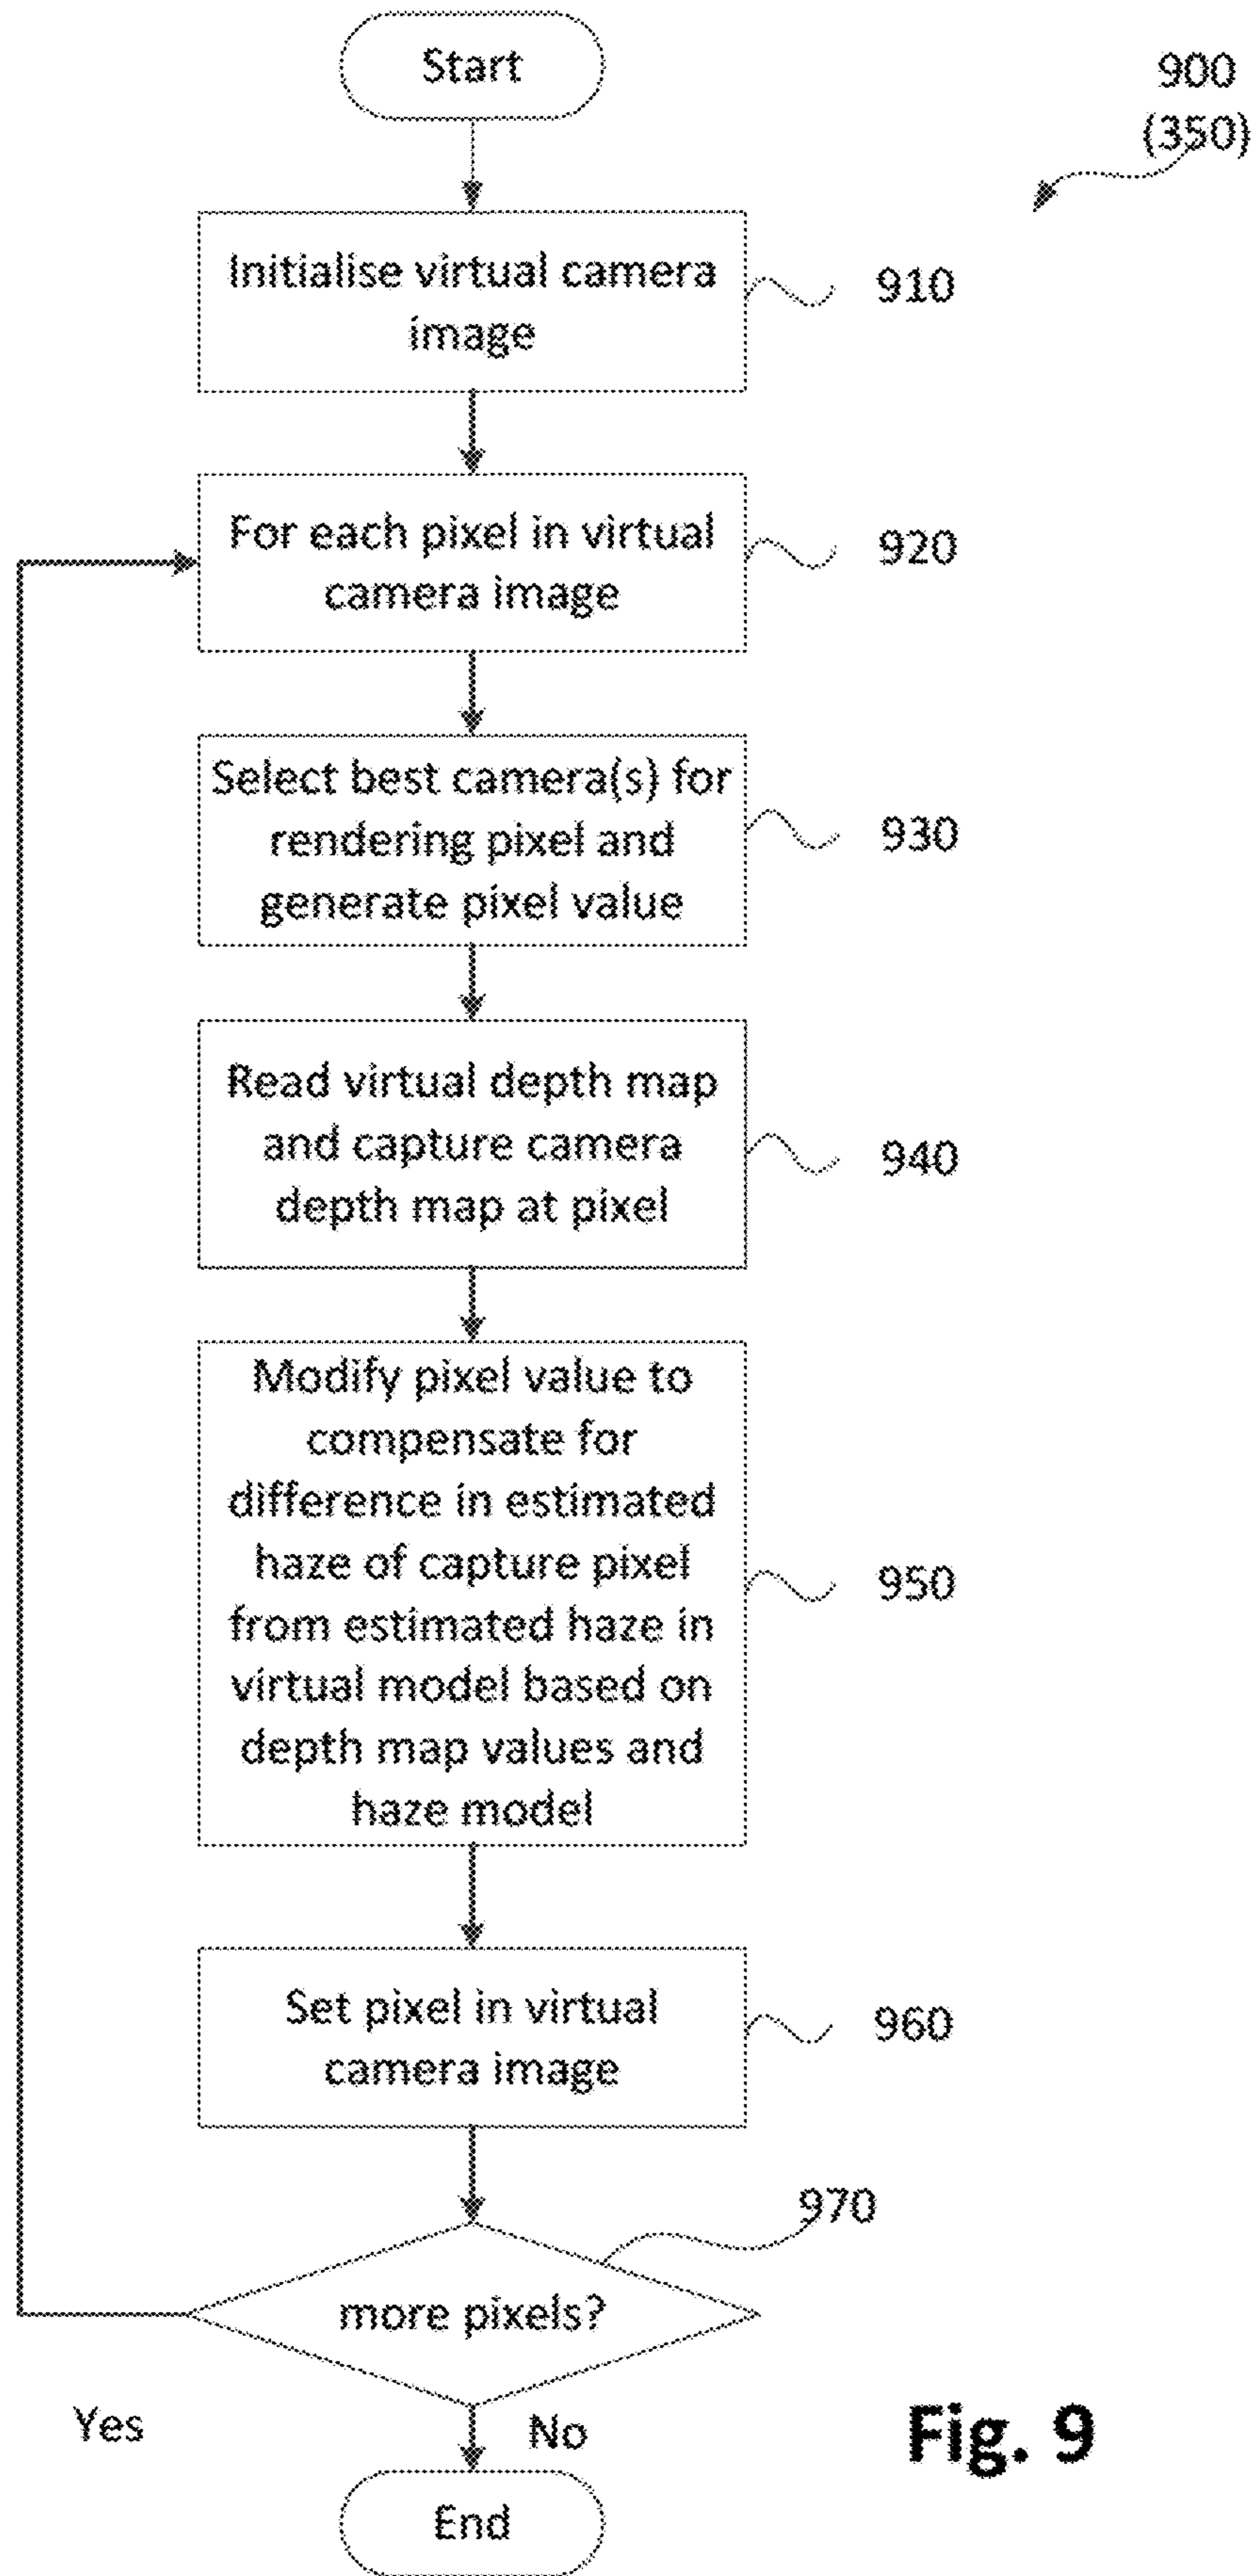 Start
900
(350)
Initialise virtual camera
image
910
For each pixel in virtual
camera image
920
Select best camera(s) for
rendering pixel and
generate pixel value
930
Read virtual depth map
and capture camera
depth map at pixel
940
Modify pixel value to
compensate for
difference in estimated
haze of capture pixel
from estimated haze in
virtual model based on
depth map values and
haze model
950
Set pixel in virtual
camera image
960
970
more pixels?
Yes
No
Fig. 9
End